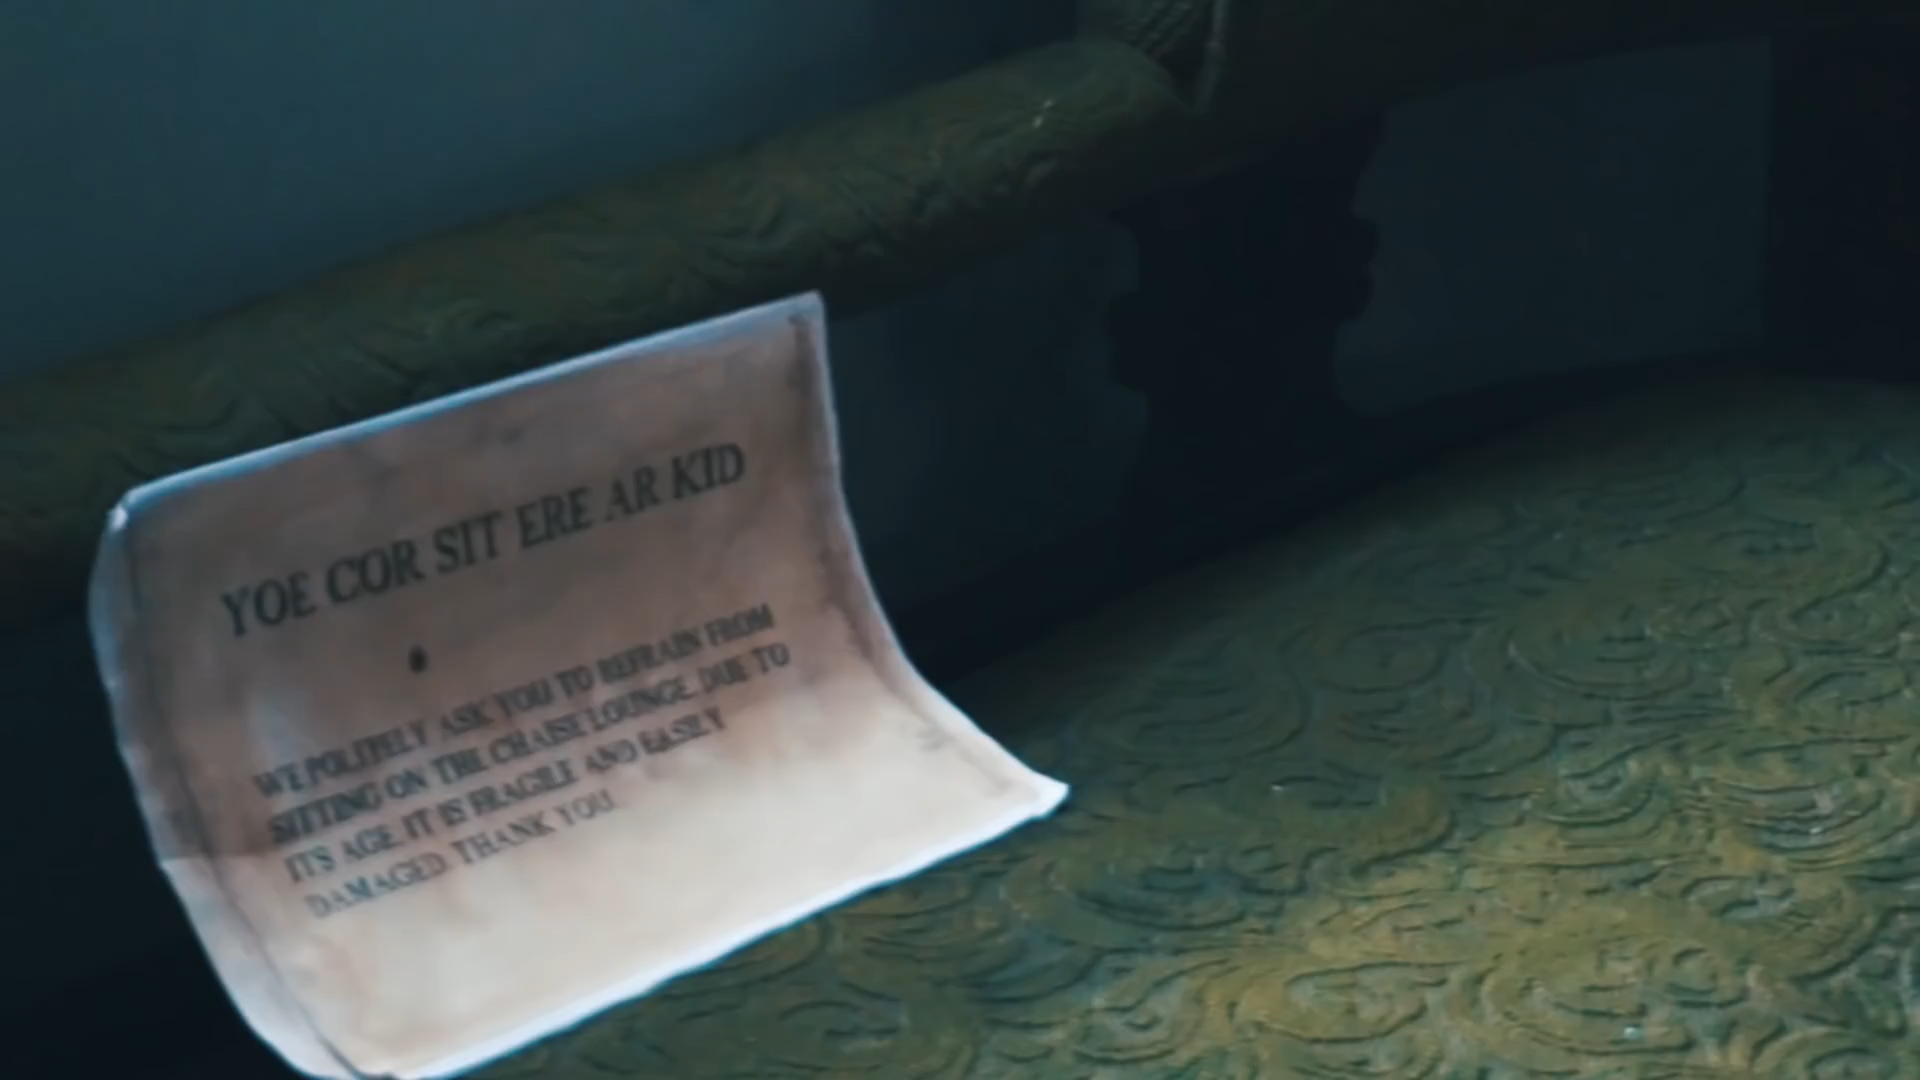 YOE COR SIT ERE AR KID
WE POLITELY ASK YOU TO REFRAIN FROM
SITTING ON THE CHAISE LOUNGE. DUE TO
ITS AGE. IT IS FRAGILE AND EASILY
DAMAGED. THANK YOU.